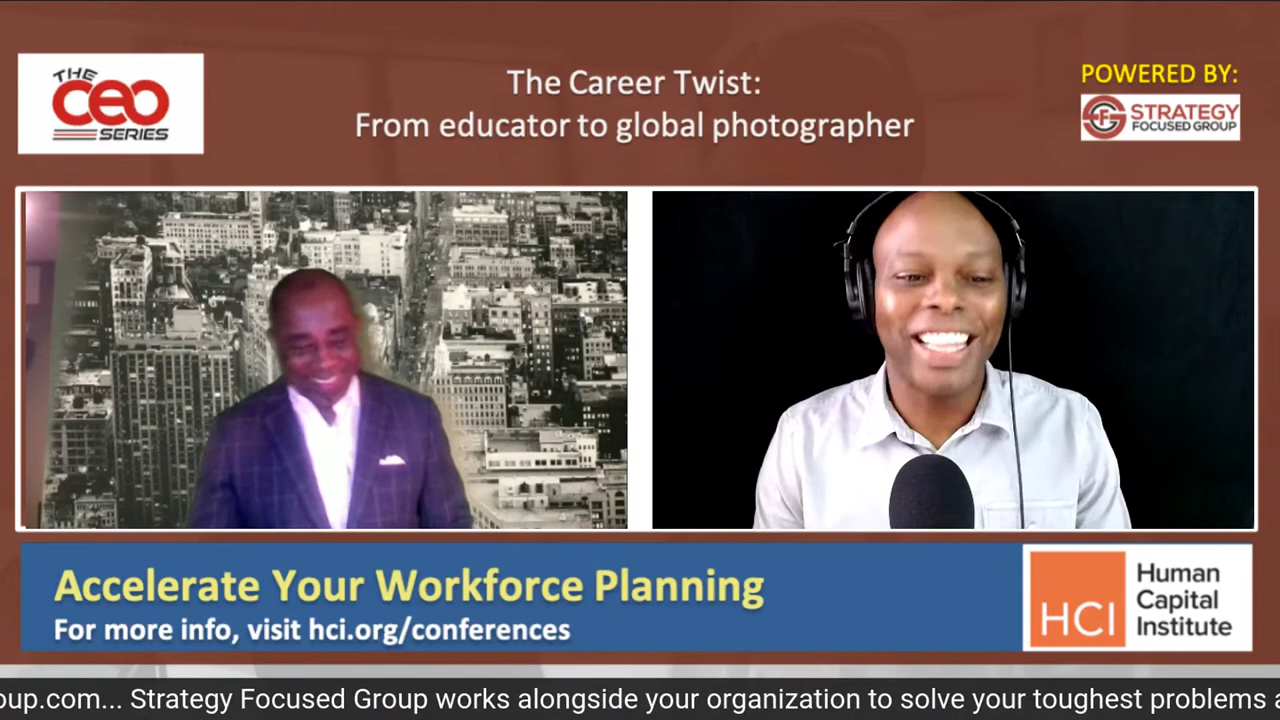 THE
CEO
SERIES
The Career Twist:
From educator to global photographer
POWERED BY:
STRATEGY
FOCUSED GROUP
Accelerate Your Workforce Planning
For more info, visit hci.org/conferences
HCI
Human
Capital
Institute
oup.com... Strategy Focused Group works alongside your organization to solve your toughest problems a